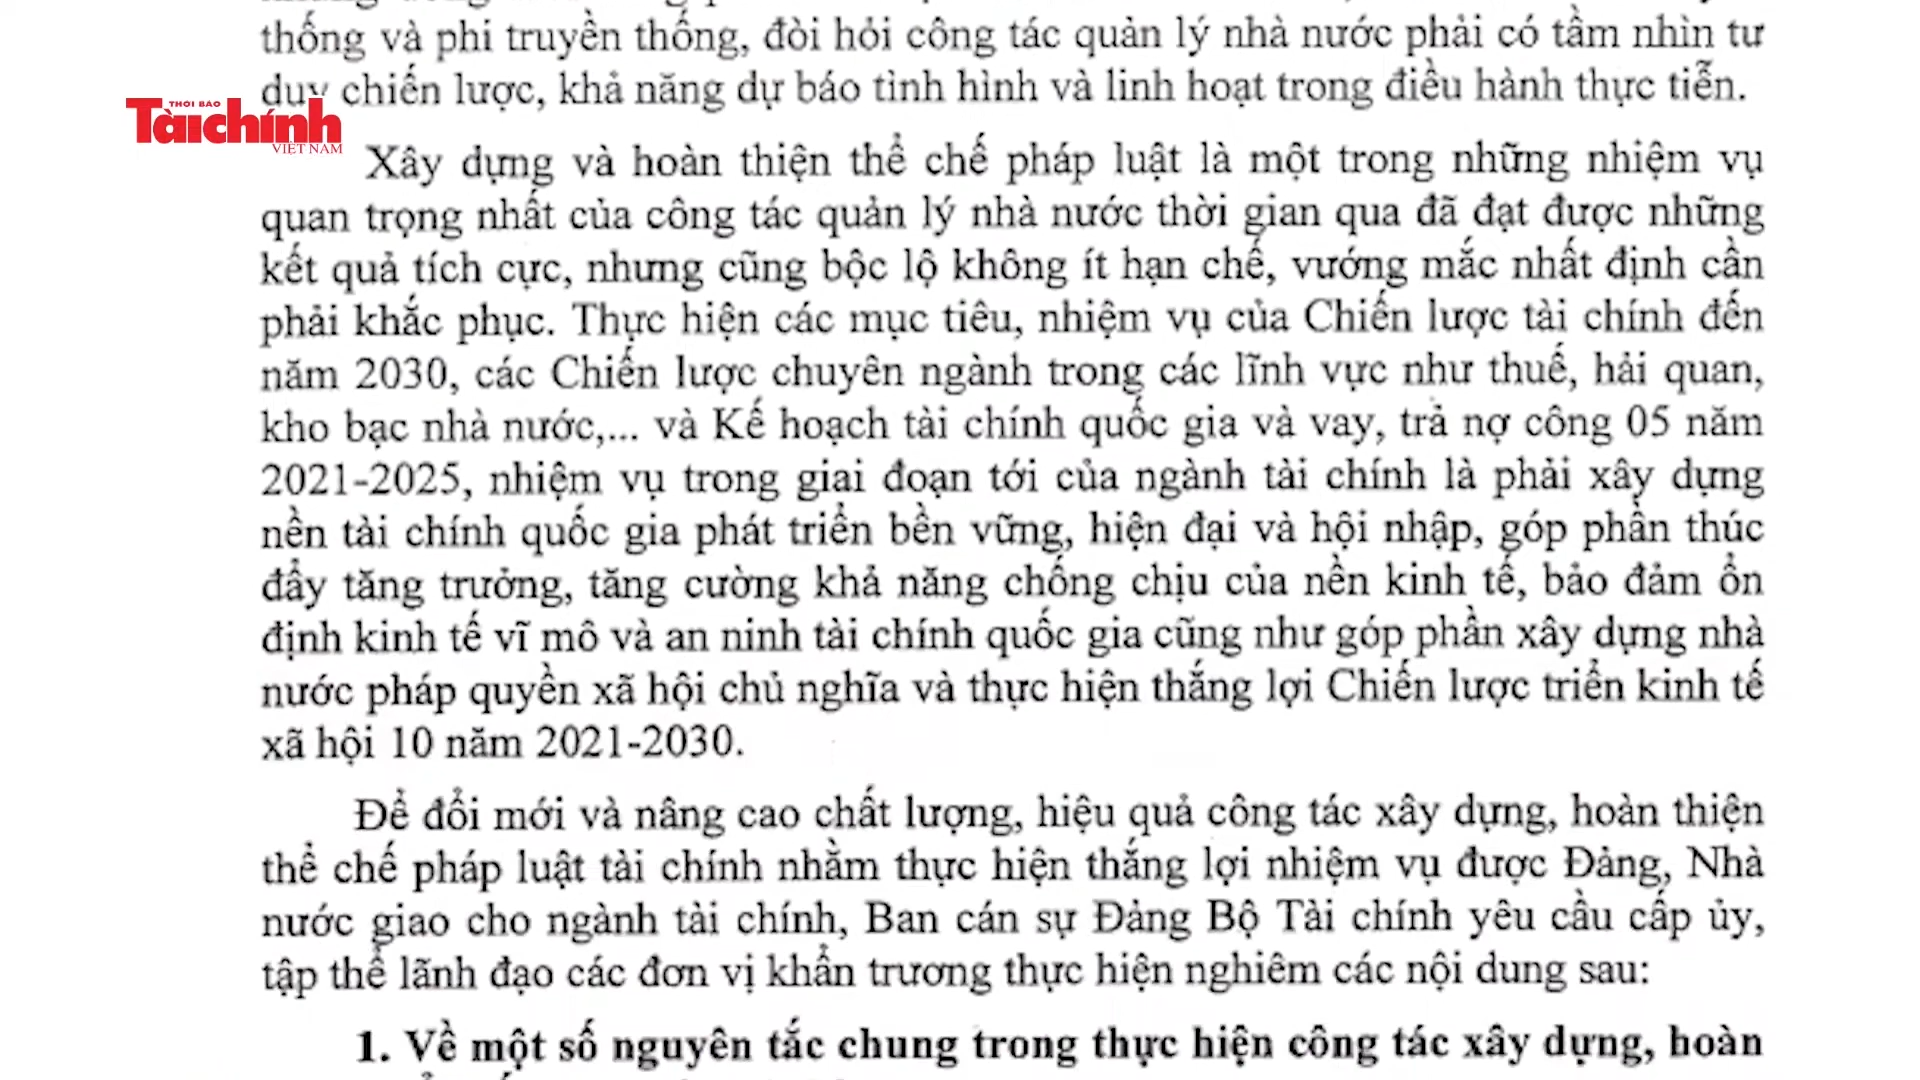 thống và phi truyền thống, đòi hỏi công tác quản lý nhà nước phải có tầm nhìn tư
duy chiến lược, khả năng dự báo tình hình và linh hoạt trong điều hành thực tiễn.
THỜI BÁO
Tàichính
VIỆT NAM
Xây dựng và hoàn thiện thể chế pháp luật là một trong những nhiệm vụ
quan trọng nhất của công tác quản lý nhà nước thời gian qua đã đạt được những
kết quả tích cực, nhưng cũng bộc lộ không ít hạn chế, vướng mắc nhất định cần
phải khắc phục. Thực hiện các mục tiêu, nhiệm vụ của Chiến lược tài chính đến
năm 2030, các Chiến lược chuyên ngành trong các lĩnh vực như thuế, hải quan,
kho bạc nhà nước,... và Kế hoạch tài chính quốc gia và vay, trả nợ công 05 năm
2021-2025, nhiệm vụ trong giai đoạn tới của ngành tài chính là phải xây dựng
nền tài chính quốc gia phát triển bền vững, hiện đại và hội nhập, góp phần thúc
đẩy tăng trưởng, tăng cường khả năng chống chịu của nền kinh tế, bảo đảm ổn
định kinh tế vĩ mô và an ninh tài chính quốc gia cũng như góp phần xây dựng nhà
nước pháp quyền xã hội chủ nghĩa và thực hiện thắng lợi Chiến lược triển kinh tế
xã hội 10 năm 2021-2030.
Để đổi mới và nâng cao chất lượng, hiệu quả công tác xây dựng, hoàn thiện
thể chế pháp luật tài chính nhằm thực hiện thắng lợi nhiệm vụ được Đảng, Nhà
nước giao cho ngành tài chính, Ban cán sự Đảng Bộ Tài chính yêu cầu cấp ủy,
tập thể lãnh đạo các đơn vị khẩn trương thực hiện nghiêm các nội dung sau:
1. Về một số nguyên tắc chung trong thực hiện công tác xây dựng, hoàn